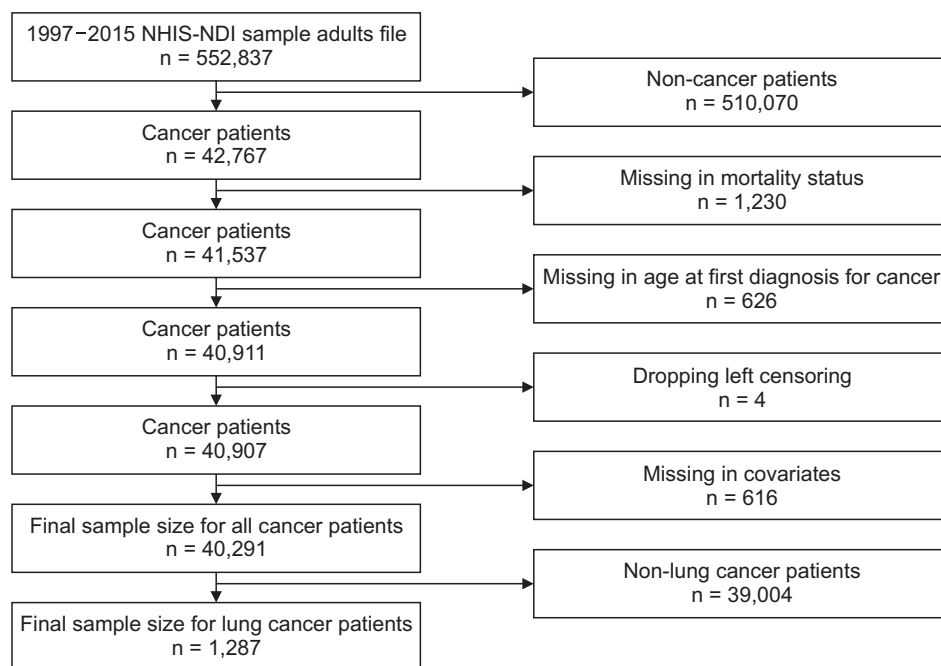 1997−2015 NHIS-NDI sample adults file
n = 552,837
Non-cancer patients
n = 510,070
Cancer patients
n = 42,767
Missing in mortality status
n = 1,230
Cancer patients
n = 41,537
Missing in age at first diagnosis for cancer
n = 626
Cancer patients
n = 40,911
Dropping left censoring
n = 4
Cancer patients
n = 40,907
Missing in covariates
n = 616
Final sample size for all cancer patients
n = 40,291
Non-lung cancer patients
n = 39,004
Final sample size for lung cancer patients
n = 1,287